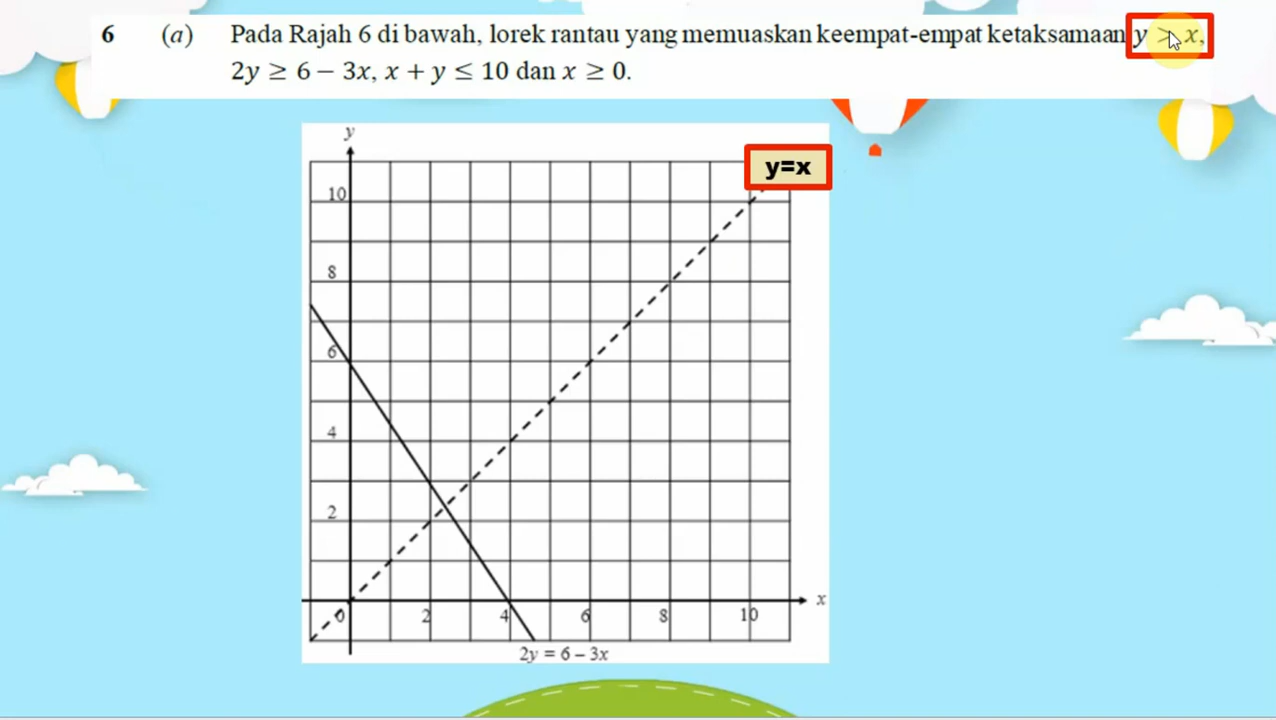 6 (a) Pada Rajah 6 di bawah, lorek rantau yang memuaskan keempat-empat ketaksamaan y > x,
2y ≥ 6 – 3x, x + y ≤ 10 dan x ≥ 0.
y
y=x
10
8
6
4
2
0 2 4 6 8 10 x
2y = 6 – 3x